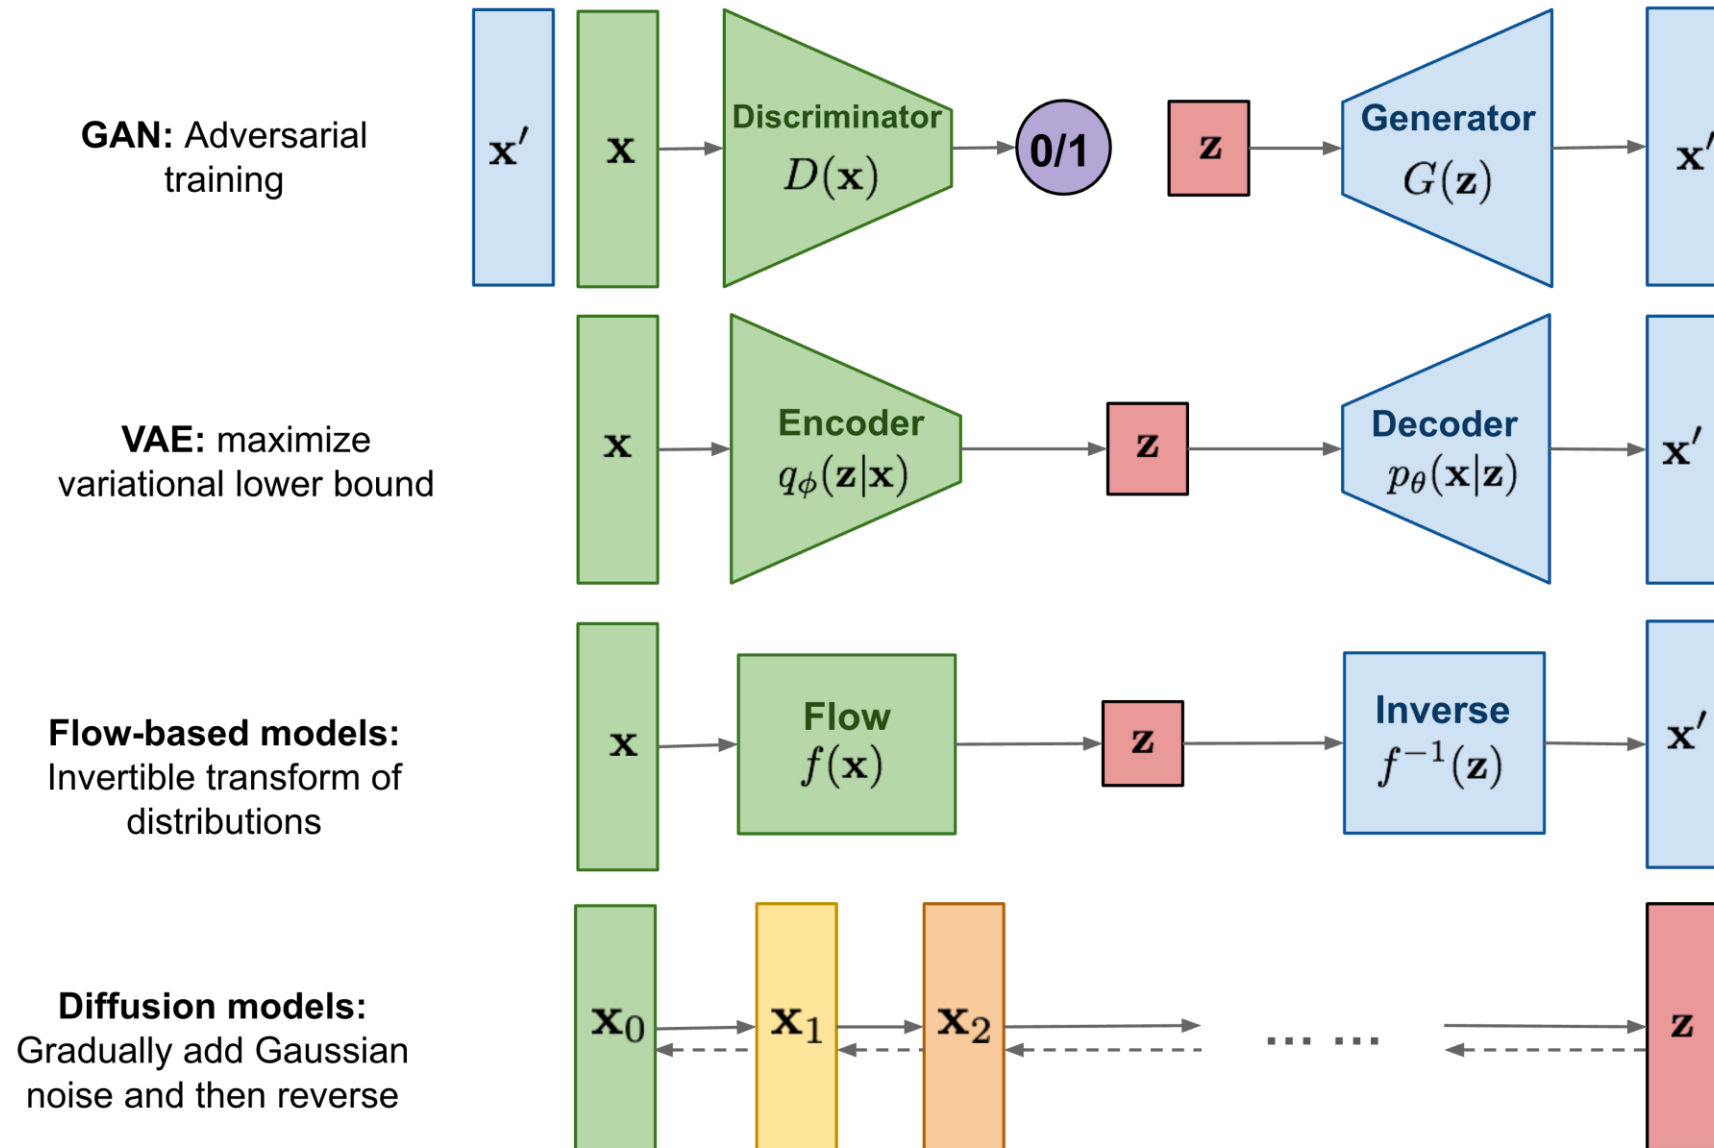 GAN: Adversarial
training
x′
x
Discriminator
D(x)
0/1
z
Generator
G(z)
x′
VAE: maximize
variational lower bound
x
Encoder
qφ(z|x)
z
Decoder
pθ(x|z)
x′
Flow-based models:
Invertible transform of
distributions
x
Flow
f(x)
z
Inverse
f⁻¹(z)
x′
Diffusion models:
Gradually add Gaussian
noise and then reverse
x₀
x₁
x₂
... ...
z